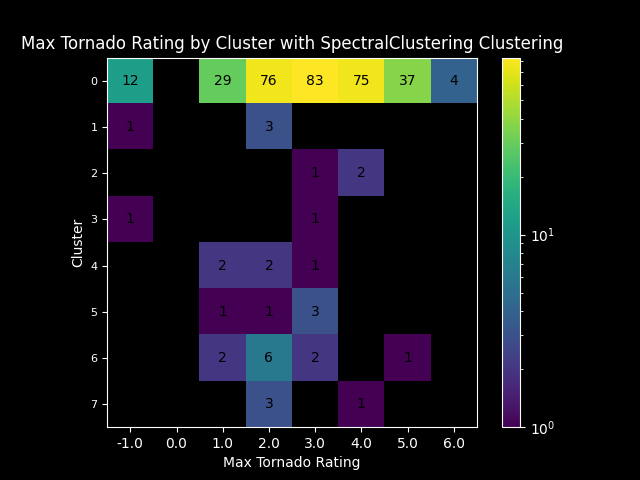 Max Tornado Rating by Cluster with SpectralClustering Clustering
0 12 29 76 83 75 37 4
1 1 3
2 1 2
3 1 1
4 2 2 1
5 1 1 3
6 2 6 2 1
7 3 1
-1.0 0.0 1.0 2.0 3.0 4.0 5.0 6.0
Max Tornado Rating
Cluster
10¹
10⁰